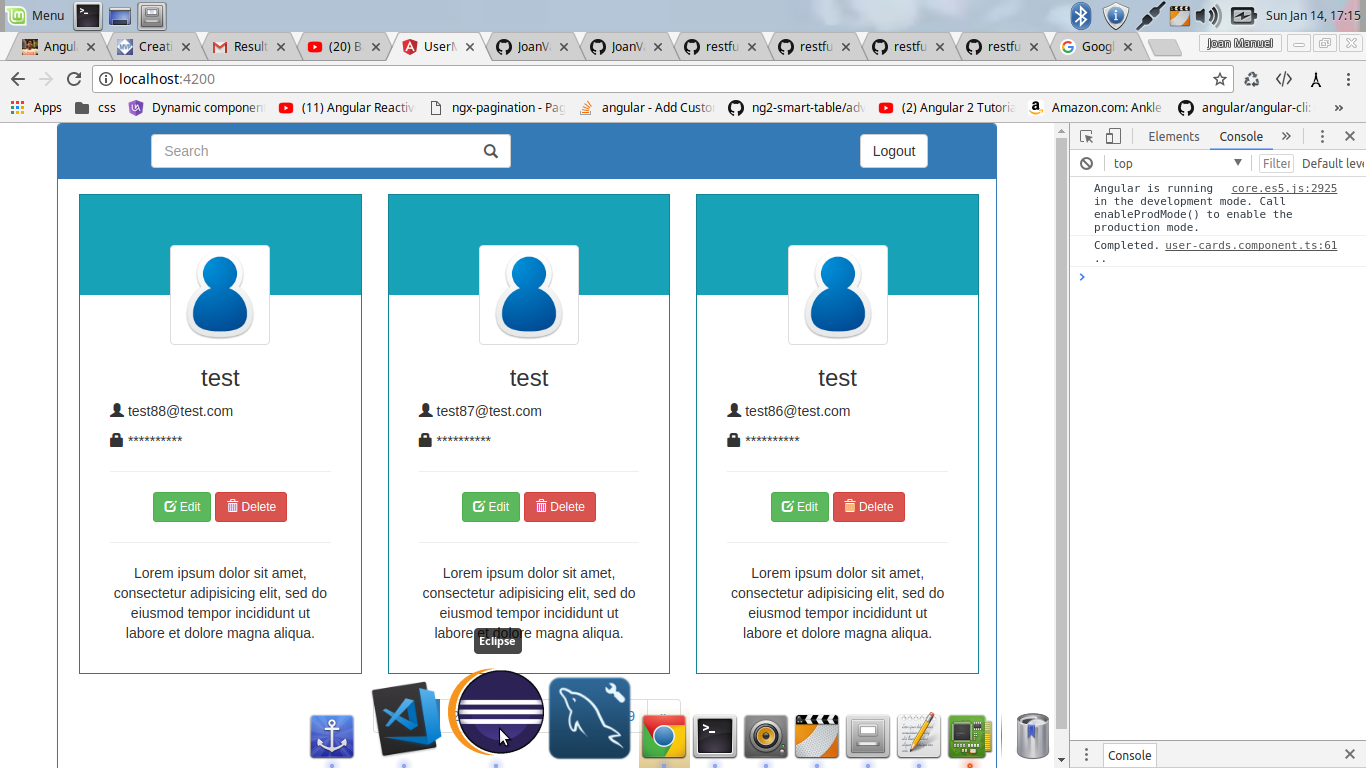 Menu
Sun Jan 14, 17:15
Angul
Creati
Result
(20) B
UserM
JoanVa
JoanVa
restfu
restfu
restfu
restfu
Googl
Joan Manuel
localhost:4200
Apps
css
Dynamic component
(11) Angular Reactiv
ngx-pagination - Pag
angular - Add Custo
ng2-smart-table/adv
(2) Angular 2 Tutoria
Amazon.com: Ankle
angular/angular-cli:
»
Search
Logout
Elements
Console
»
top
Filter
Default leve
Angular is running core.es5.js:2925
in the development mode. Call
enableProdMode() to enable the
production mode.
Completed. user-cards.component.ts:61
..
test
test88@test.com
**********
Edit
Delete
Lorem ipsum dolor sit amet,
consectetur adipisicing elit, sed do
eiusmod tempor incididunt ut
labore et dolore magna aliqua.
test
test87@test.com
**********
Edit
Delete
Lorem ipsum dolor sit amet,
consectetur adipisicing elit, sed do
eiusmod tempor incididunt ut
labore et dolore magna aliqua.
test
test86@test.com
**********
Edit
Delete
Lorem ipsum dolor sit amet,
consectetur adipisicing elit, sed do
eiusmod tempor incididunt ut
labore et dolore magna aliqua.
Eclipse
Console